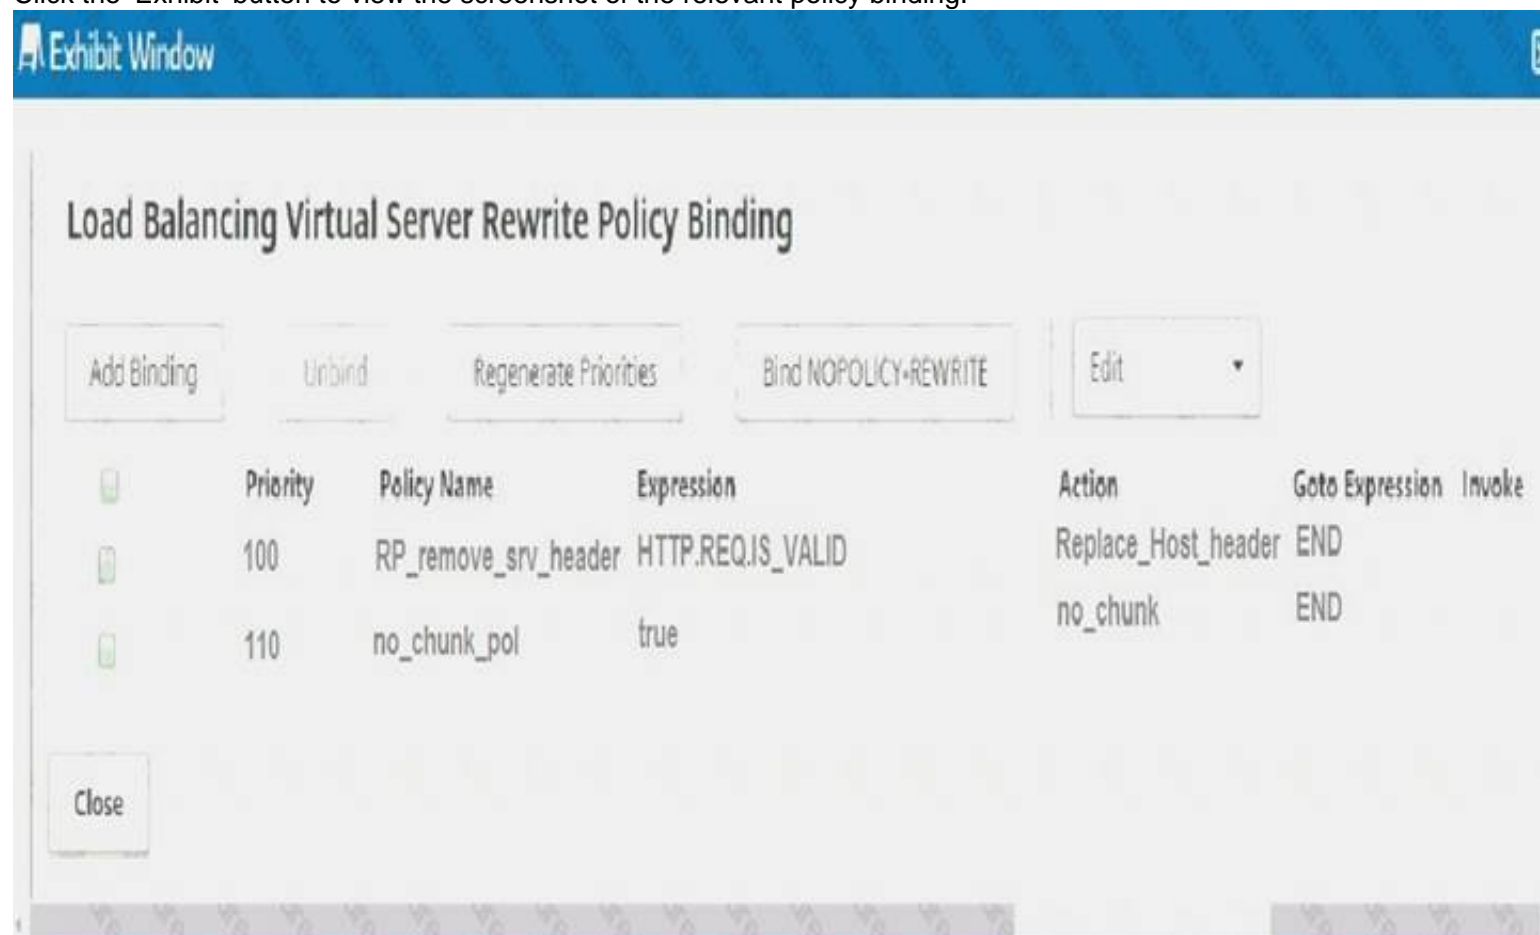 Click the 'Exhibit' button to view the screenshot of the relevant policy binding.
Exhibit Window
Load Balancing Virtual Server Rewrite Policy Binding
Add Binding Unbind Regenerate Priorities Bind NOPOLICY-REWRITE Edit
Priority Policy Name Expression Action Goto Expression Invoke
100 RP_remove_srv_header HTTP.REQ.IS_VALID Replace_Host_header END
110 no_chunk_pol true no_chunk END
Close